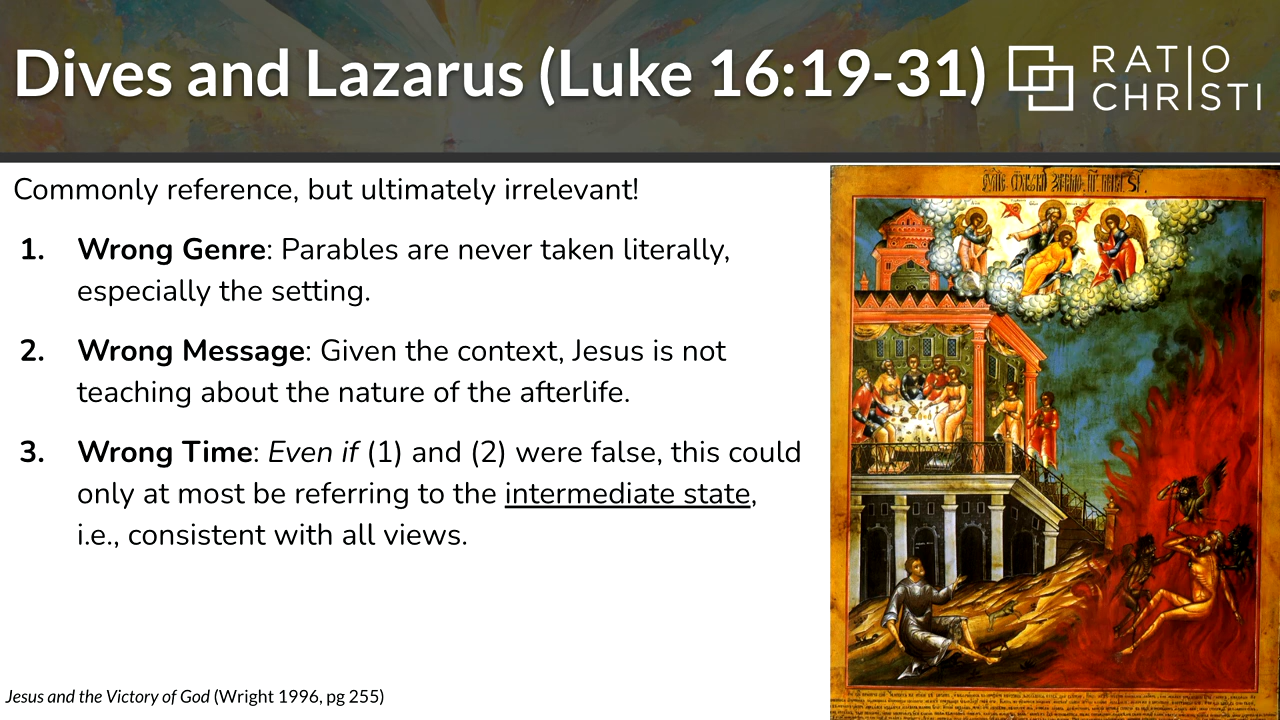 Dives and Lazarus (Luke 16:19-31)
RATIO
CHRISTI
Commonly reference, but ultimately irrelevant!
1. Wrong Genre: Parables are never taken literally,
especially the setting.
2. Wrong Message: Given the context, Jesus is not
teaching about the nature of the afterlife.
3. Wrong Time: Even if (1) and (2) were false, this could
only at most be referring to the intermediate state,
i.e., consistent with all views.
Jesus and the Victory of God (Wright 1996, pg 255)